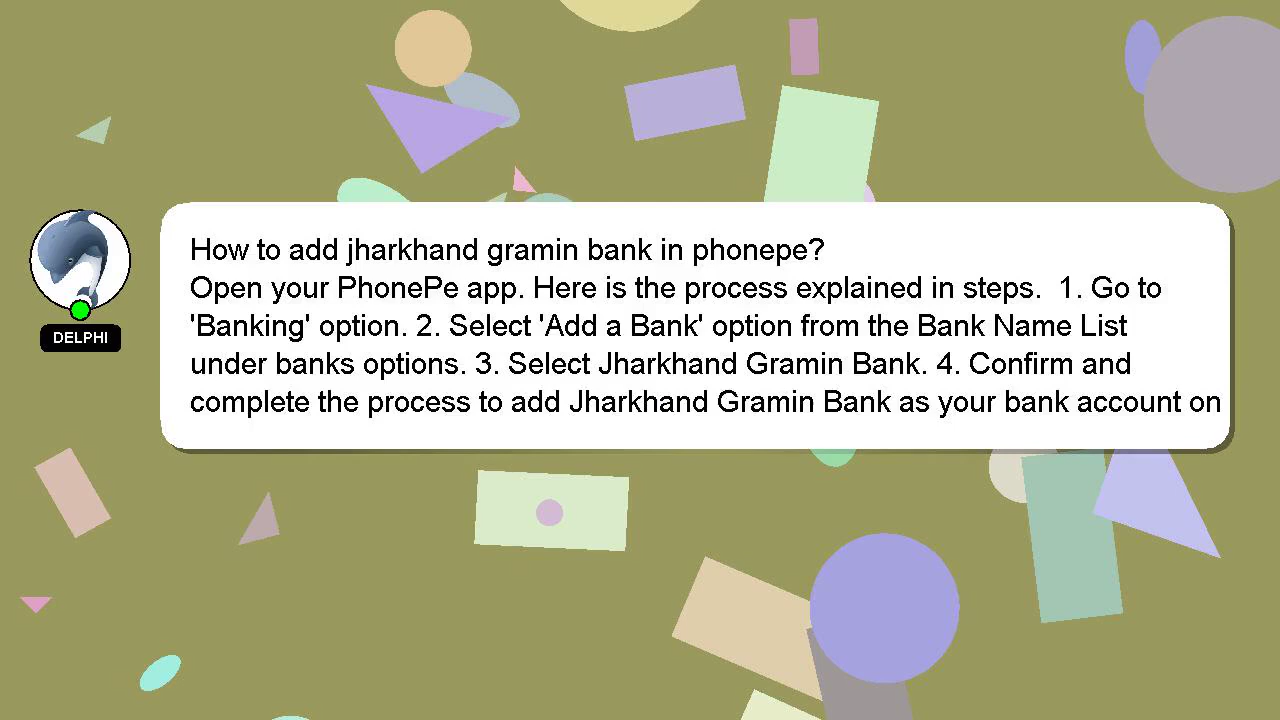 How to add jharkhand gramin bank in phonepe?
Open your PhonePe app. Here is the process explained in steps.  1. Go to
'Banking' option. 2. Select 'Add a Bank' option from the Bank Name List
under banks options. 3. Select Jharkhand Gramin Bank. 4. Confirm and
complete the process to add Jharkhand Gramin Bank as your bank account on
DELPHI